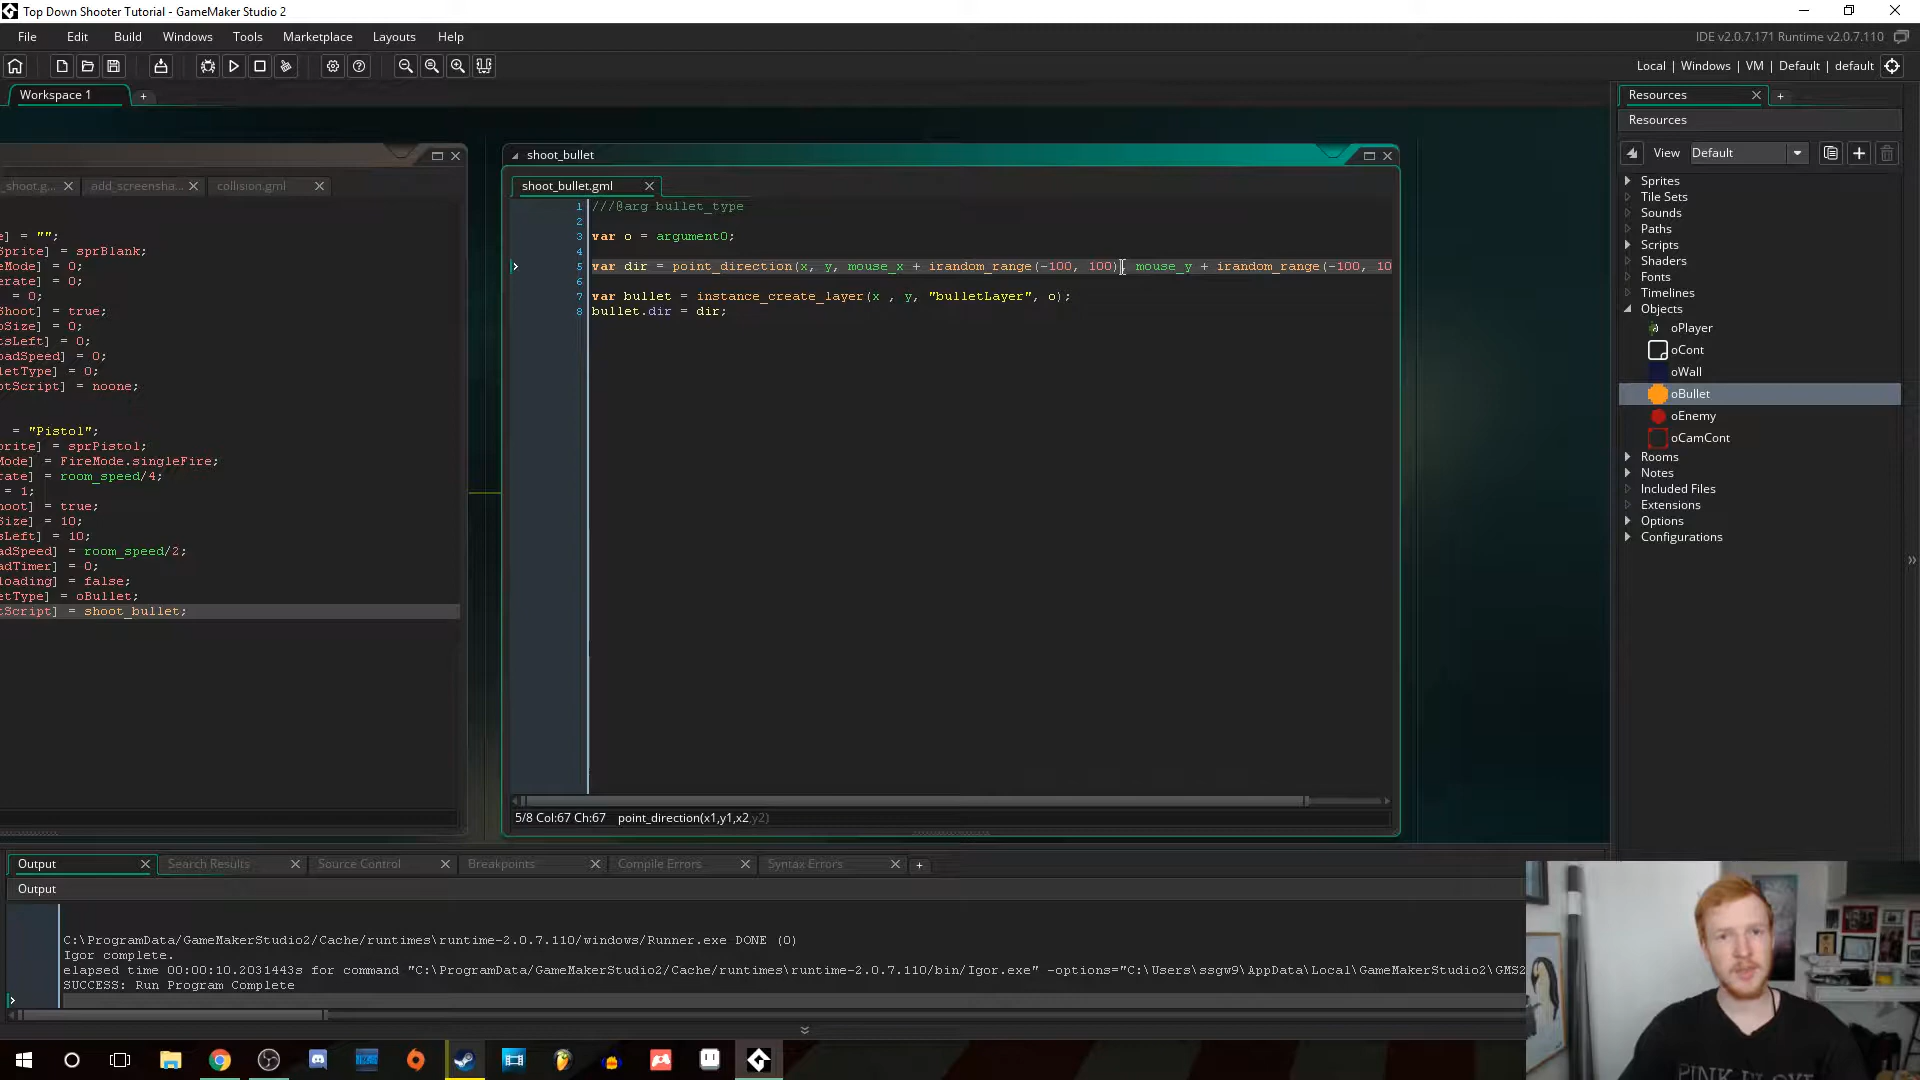 Top Down Shooter Tutorial - GameMaker Studio 2
File Edit Build Windows Tools Marketplace Layouts Help
IDE v2.0.7.171 Runtime v2.0.7.110
Local | Windows | VM | Default | default
Workspace 1
_shoot.g...
add_screensha...
collision.gml
e] = "";
Sprite] = sprBlank;
eMode] = 0;
erate] = 0;
= 0;
Shoot] = true;
oSize] = 0;
tsLeft] = 0;
oadSpeed] = 0;
letType] = 0;
otScript] = noone;
= "Pistol";
prite] = sprPistol;
Mode] = FireMode.singleFire;
rate] = room_speed/4;
= 1;
hoot] = true;
Size] = 10;
sLeft] = 10;
adSpeed] = room_speed/2;
adTimer] = 0;
loading] = false;
etType] = oBullet;
tScript] = shoot_bullet;
shoot_bullet
shoot_bullet.gml
1 ///@arg bullet_type
2
3 var o = argument0;
4
5 var dir = point_direction(x, y, mouse_x + irandom_range(-100, 100), mouse_y + irandom_range(-100, 10
6
7 var bullet = instance_create_layer(x , y, "bulletLayer", o);
8 bullet.dir = dir;
5/8 Col:67 Ch:67 point_direction(x1,y1,x2,y2)
Resources
Resources
View Default
Sprites
Tile Sets
Sounds
Paths
Scripts
Shaders
Fonts
Timelines
Objects
oPlayer
oCont
oWall
oBullet
oEnemy
oCamCont
Rooms
Notes
Included Files
Extensions
Options
Configurations
Output
Search Results
Source Control
Breakpoints
Compile Errors
Syntax Errors
Output
C:\ProgramData/GameMakerStudio2/Cache/runtimes\runtime-2.0.7.110/windows/Runner.exe DONE (0)
Igor complete.
elapsed time 00:00:10.2031443s for command "C:\ProgramData/GameMakerStudio2/Cache/runtimes\runtime-2.0.7.110/bin/Igor.exe" -options="C:\Users\ssgw9\AppData\Local\GameMakerStudio2\GMS2
SUCCESS: Run Program Complete